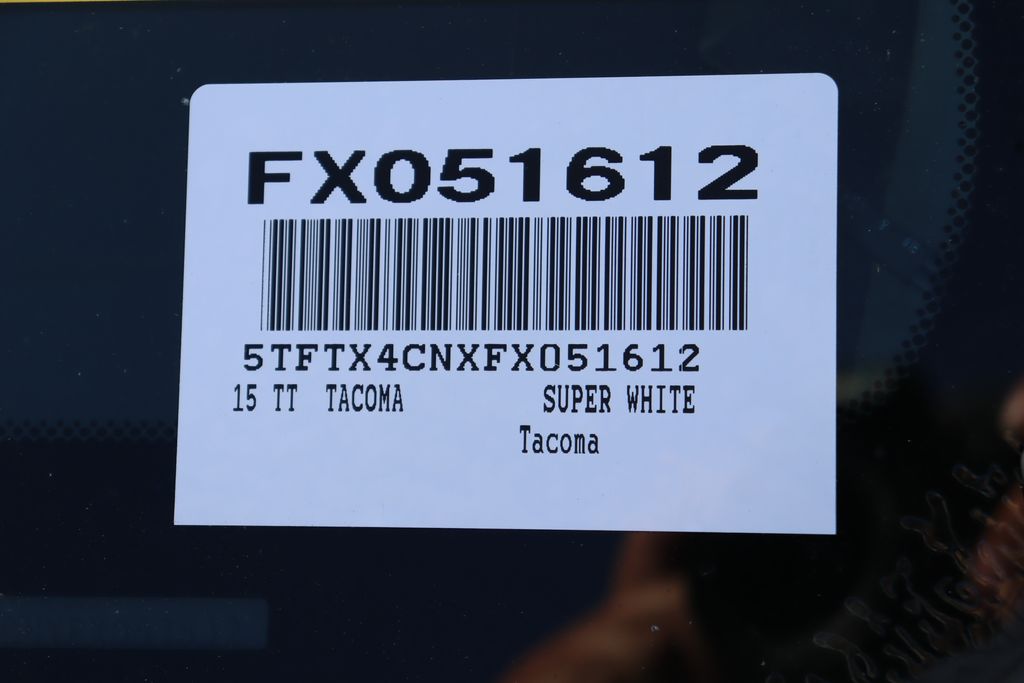 FX051612
5TFTX4CNXFX051612
15 TT TACOMA SUPER WHITE
Tacoma